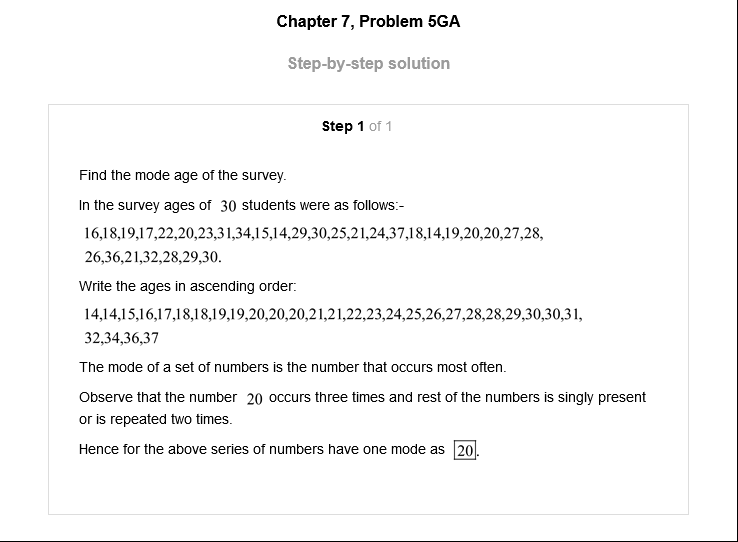 Chapter 7, Problem 5GA
Step-by-step solution
Step 1 of 1
Find the mode age of the survey.
In the survey ages of 30 students were as follows:-
16,18,19,17,22,20,23,31,34,15,14,29,30,25,21,24,37,18,14,19,20,20,27,28,
26,36,21,32,28,29,30.
Write the ages in ascending order:
14,14,15,16,17,18,18,19,19,20,20,20,21,21,22,23,24,25,26,27,28,28,29,30,30,31,
32,34,36,37
The mode of a set of numbers is the number that occurs most often.
Observe that the number 20 occurs three times and rest of the numbers is singly present
or is repeated two times.
Hence for the above series of numbers have one mode as 20.